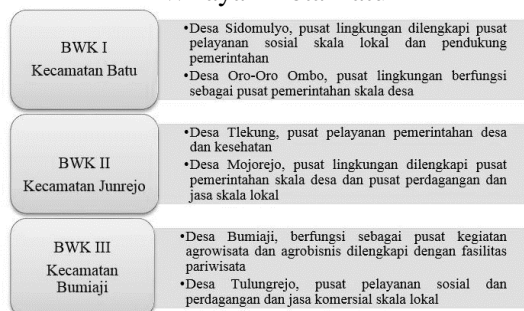 BWK I
Kecamatan Batu
•Desa Sidomulyo, pusat lingkungan dilengkapi pusat
pelayanan sosial skala lokal dan pendukung
pemerintahan
•Desa Oro-Oro Ombo, pusat lingkungan berfungsi
sebagai pusat pemerintahan skala desa
BWK II
Kecamatan Junrejo
•Desa Tlekung, pusat pelayanan pemerintahan desa
dan kesehatan
•Desa Mojorejo, pusat lingkungan dilengkapi pusat
pemerintahan skala desa dan pusat perdagangan dan
jasa skala lokal
BWK III
Kecamatan
Bumiaji
•Desa Bumiaji, berfungsi sebagai pusat kegiatan
agrowisata dan agrobisnis dilengkapi dengan fasilitas
pariwisata
•Desa Tulungrejo, pusat pelayanan sosial dan
perdagangan dan jasa komersial skala lokal